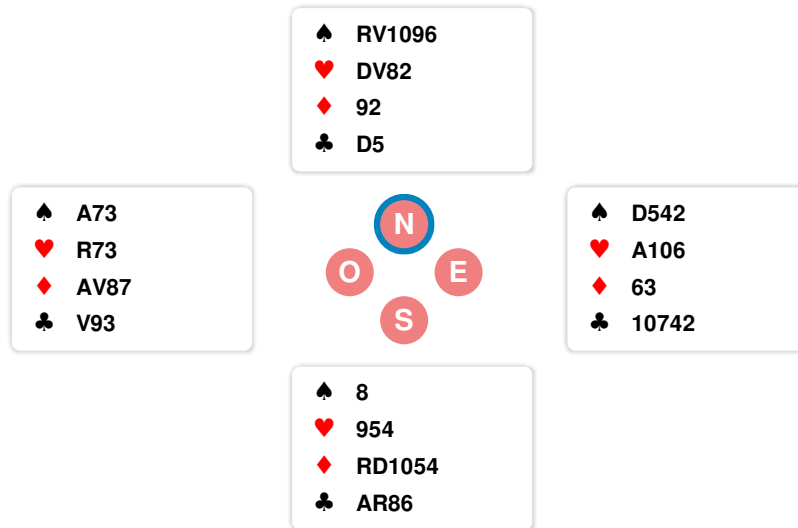 ♠ RV1096
♥ DV82
♦ 92
♣ D5
♠ A73
♥ R73
♦ AV87
♣ V93
N
O E
S
♠ D542
♥ A106
♦ 63
♣ 10742
♠ 8
♥ 954
♦ RD1054
♣ AR86